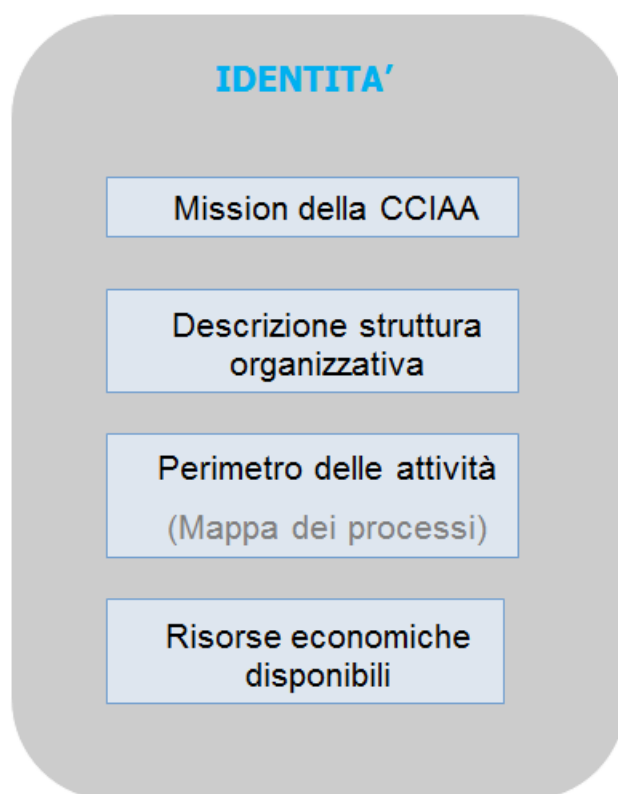 IDENTITA’
Mission della CCIAA
Descrizione struttura
organizzativa
Perimetro delle attività
(Mappa dei processi)
Risorse economiche
disponibili